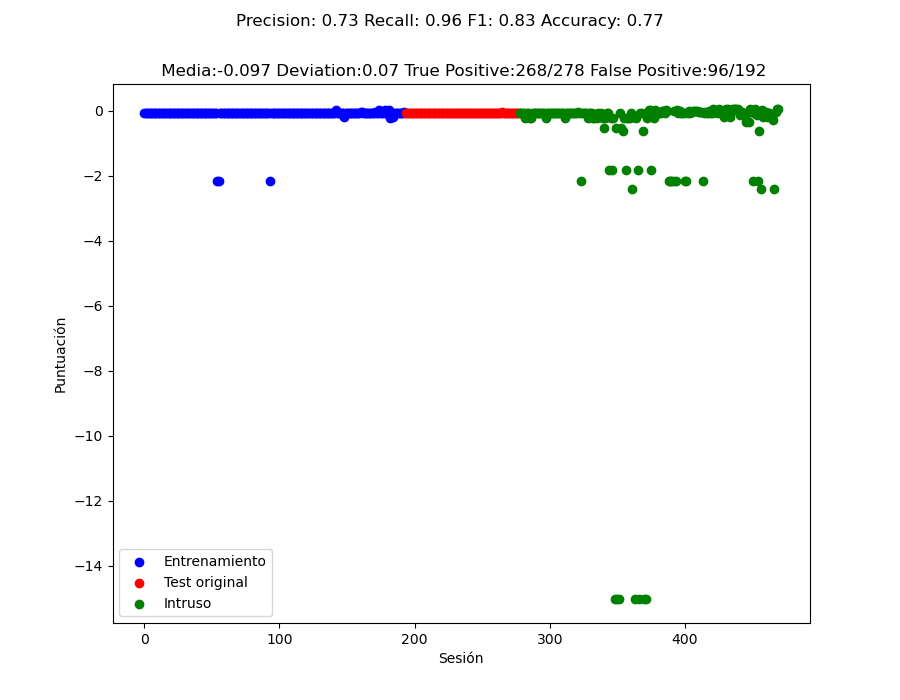 Precision: 0.73 Recall: 0.96 F1: 0.83 Accuracy: 0.77
Media:-0.097 Deviation:0.07 True Positive:268/278 False Positive:96/192
0
−2
−4
−6
−8
−10
−12
−14
Puntuación
Entrenamiento
Test original
Intruso
0 100 200 300 400
Sesión